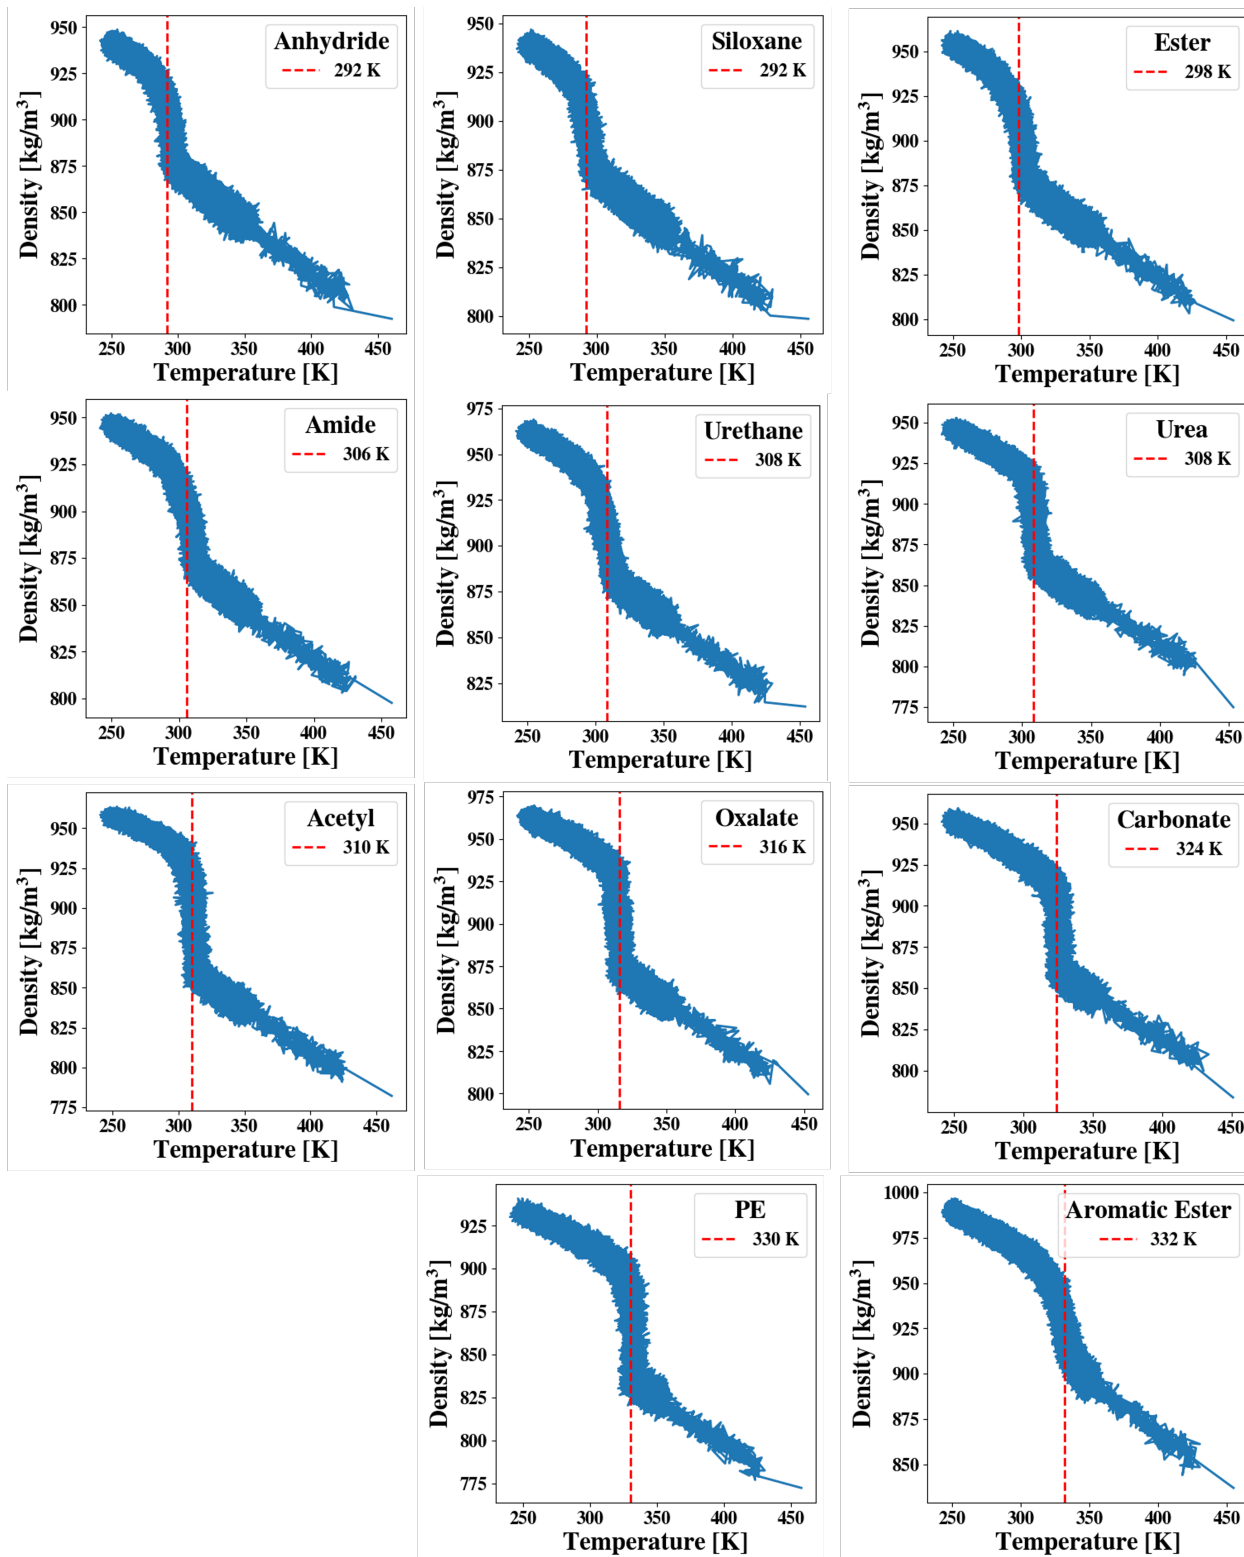 Anhydride
292 K
950
925
900
875
850
825
800
Density [kg/m³]
250 300 350 400 450
Temperature [K]
Siloxane
292 K
950
925
900
875
850
825
800
Density [kg/m³]
250 300 350 400 450
Temperature [K]
Ester
298 K
950
925
900
875
850
825
800
Density [kg/m³]
250 300 350 400 450
Temperature [K]
Amide
306 K
950
925
900
875
850
825
800
Density [kg/m³]
250 300 350 400 450
Temperature [K]
Urethane
308 K
975
950
925
900
875
850
825
Density [kg/m³]
250 300 350 400 450
Temperature [K]
Urea
308 K
950
925
900
875
850
825
800
775
Density [kg/m³]
250 300 350 400 450
Temperature [K]
Acetyl
310 K
950
925
900
875
850
825
800
775
Density [kg/m³]
250 300 350 400 450
Temperature [K]
Oxalate
316 K
975
950
925
900
875
850
825
800
Density [kg/m³]
250 300 350 400 450
Temperature [K]
Carbonate
324 K
950
925
900
875
850
825
800
Density [kg/m³]
250 300 350 400 450
Temperature [K]
PE
330 K
925
900
875
850
825
800
775
Density [kg/m³]
250 300 350 400 450
Temperature [K]
Aromatic Ester
332 K
1000
975
950
925
900
875
850
Density [kg/m³]
250 300 350 400 450
Temperature [K]